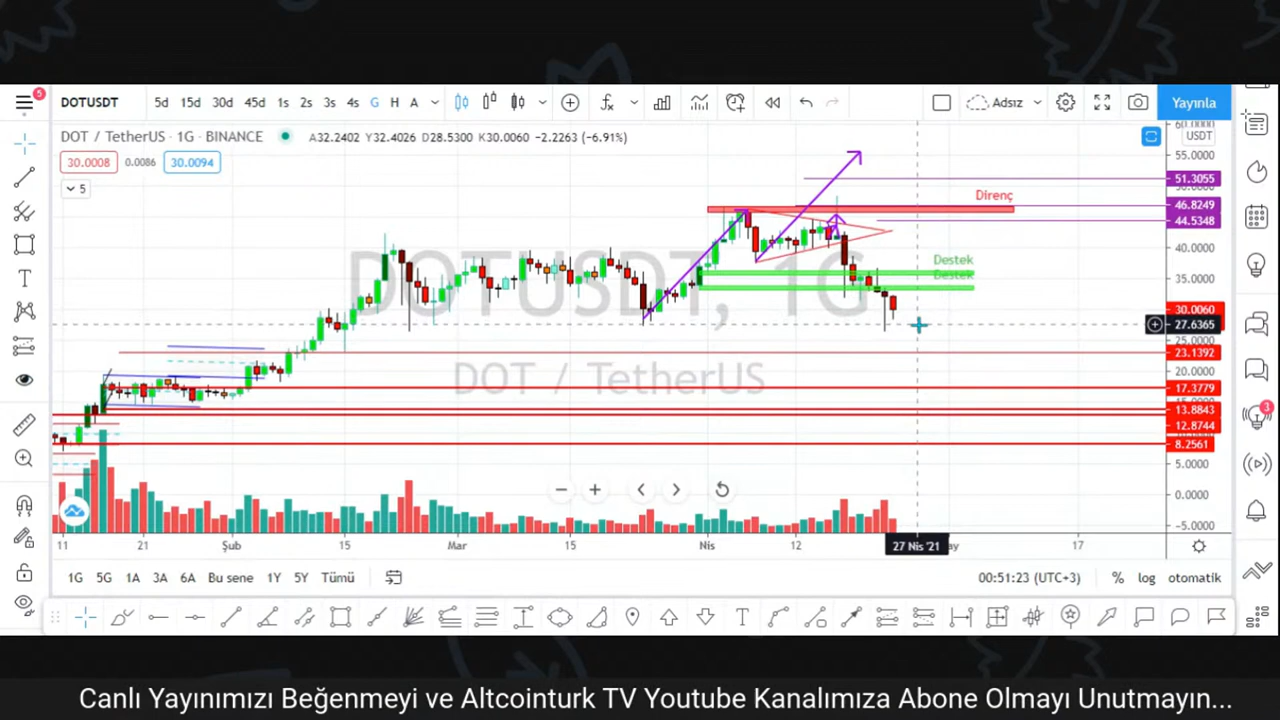 5
DOTUSDT 5d 15d 30d 45d 1s 2s 3s 4s G H A Adsız Yayınla
DOT / TetherUS · 1G · BINANCE A32.2402 Y32.4026 D28.5300 K30.0060 −2.2263 (−6.91%)
30.0008 0.0086 30.0094
5
USDT
60.0000
55.0000
51.3055
Direnç
46.8249
44.5348
40.0000
Destek
Destek
35.0000
DOTUSDT, 1G
30.0060
27.6365
25.0000
23.1392
20.0000
DOT / TetherUS
17.3779
15.0000
13.8843
12.8744
8.2561
5.0000
0.0000
−5.0000
3
11 21 Şub 15 Mar 15 Nis 12 27 Nis '21 ay 17
1G 5G 1A 3A 6A Bu sene 1Y 5Y Tümü 00:51:23 (UTC+3) % log otomatik
Canlı Yayınımızı Beğenmeyi ve Altcointurk TV Youtube Kanalımıza Abone Olmayı Unutmayın...